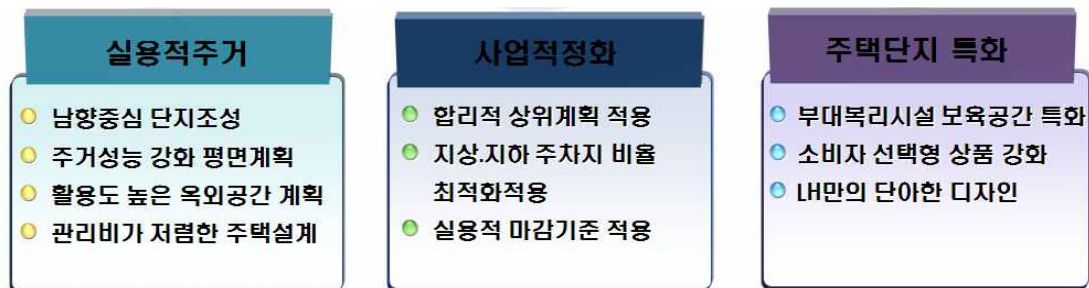 실용적주거
남향중심 단지조성
주거성능 강화 평면계획
활용도 높은 옥외공간 계획
관리비가 저렴한 주택설계
사업적정화
합리적 상위계획 적용
지상.지하 주차지 비율
최적화적용
실용적 마감기준 적용
주택단지 특화
부대복리시설 보육공간 특화
소비자 선택형 상품 강화
LH만의 단아한 디자인